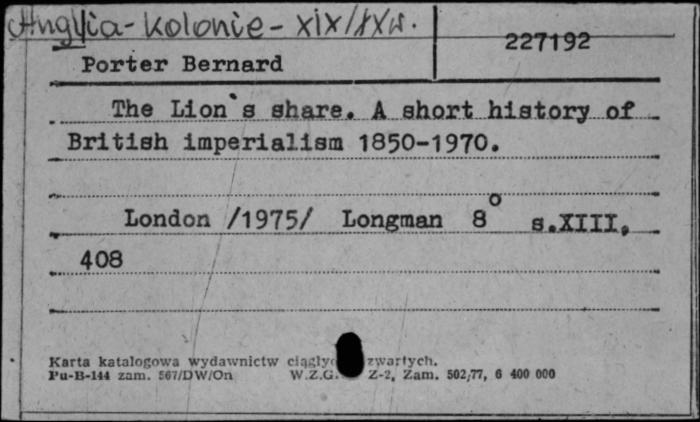 Anglia - kolonie - XIX/XX w.
227192
Porter Bernard
The Lion`s share. A short history of
British imperialism 1850-1970.
London /1975/ Longman 8° s.XIII,
408
Karta katalogowa wydawnictw zwartych.
Pu-B-144 zam. 567/DW/On W.Z.G. Z-2, Zam. 502/77, 6 400 000